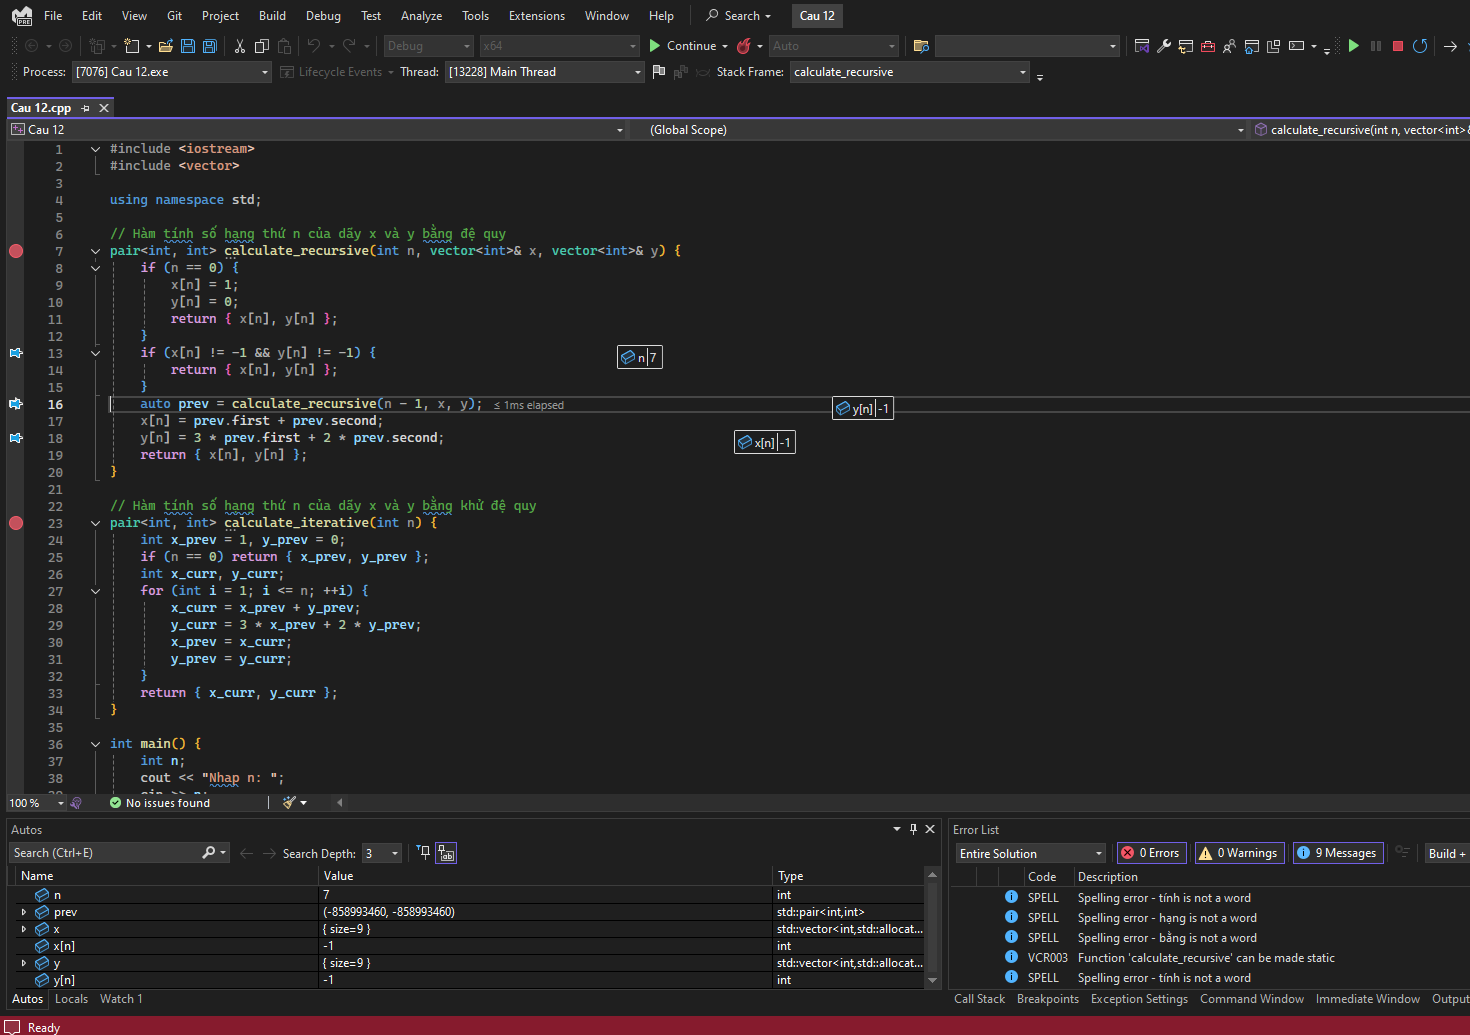 PRE File Edit View Git Project Build Debug Test Analyze Tools Extensions Window Help Search Cau 12
Debug x64 Continue Auto
Process: [7076] Cau 12.exe Lifecycle Events Thread: [13228] Main Thread Stack Frame: calculate_recursive
Cau 12.cpp
Cau 12 (Global Scope) calculate_recursive(int n, vector<int>&
1 #include <iostream>
2 #include <vector>
3
4 using namespace std;
5
6 // Hàm tính số hạng thứ n của dãy x và y bằng đệ quy
7 pair<int, int> calculate_recursive(int n, vector<int>& x, vector<int>& y) {
8 if (n == 0) {
9 x[n] = 1;
10 y[n] = 0;
11 return { x[n], y[n] };
12 }
13 if (x[n] != -1 && y[n] != -1) { n 7
14 return { x[n], y[n] };
15 }
16 auto prev = calculate_recursive(n - 1, x, y); ≤ 1ms elapsed y[n] -1
17 x[n] = prev.first + prev.second;
18 y[n] = 3 * prev.first + 2 * prev.second; x[n] -1
19 return { x[n], y[n] };
20 }
21
22 // Hàm tính số hạng thứ n của dãy x và y bằng khử đệ quy
23 pair<int, int> calculate_iterative(int n) {
24 int x_prev = 1, y_prev = 0;
25 if (n == 0) return { x_prev, y_prev };
26 int x_curr, y_curr;
27 for (int i = 1; i <= n; ++i) {
28 x_curr = x_prev + y_prev;
29 y_curr = 3 * x_prev + 2 * y_prev;
30 x_prev = x_curr;
31 y_prev = y_curr;
32 }
33 return { x_curr, y_curr };
34 }
35
36 int main() {
37 int n;
38 cout << "Nhap n: ";
39 cin >> n;
100 % No issues found
Autos
Search (Ctrl+E) Search Depth: 3
Name Value Type
n 7 int
prev (-858993460, -858993460) std::pair<int,int>
x { size=9 } std::vector<int,std::allocat...
x[n] -1 int
y { size=9 } std::vector<int,std::allocat...
y[n] -1 int
Autos Locals Watch 1
Error List
Entire Solution 0 Errors 0 Warnings 9 Messages Build +
Code Description
SPELL Spelling error - tính is not a word
SPELL Spelling error - hạng is not a word
SPELL Spelling error - bằng is not a word
VCR003 Function 'calculate_recursive' can be made static
SPELL Spelling error - tính is not a word
Call Stack Breakpoints Exception Settings Command Window Immediate Window Output
Ready